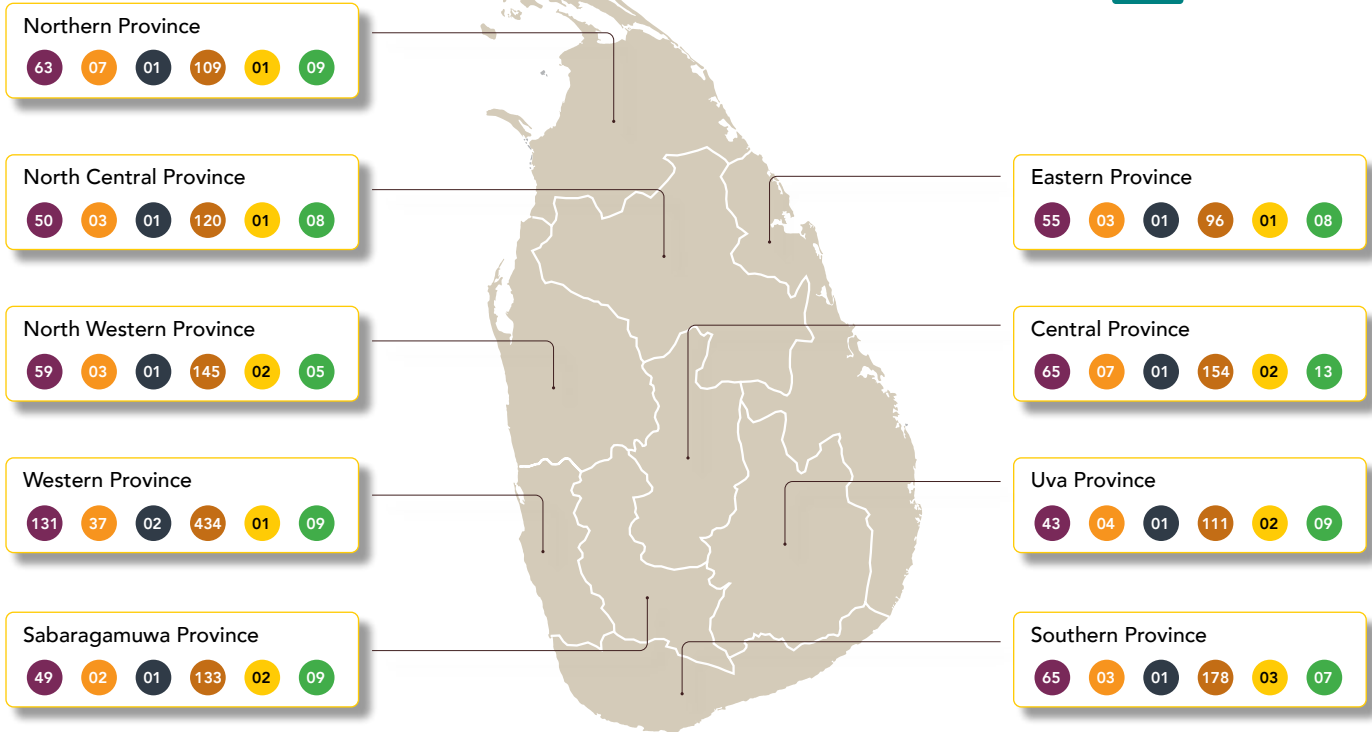 Northern Province
63 07 01 109 01 09
North Central Province
50 03 01 120 01 08
North Western Province
59 03 01 145 02 05
Western Province
131 37 02 434 01 09
Sabaragamuwa Province
49 02 01 133 02 09
Eastern Province
55 03 01 96 01 08
Central Province
65 07 01 154 02 13
Uva Province
43 04 01 111 02 09
Southern Province
65 03 01 178 03 07